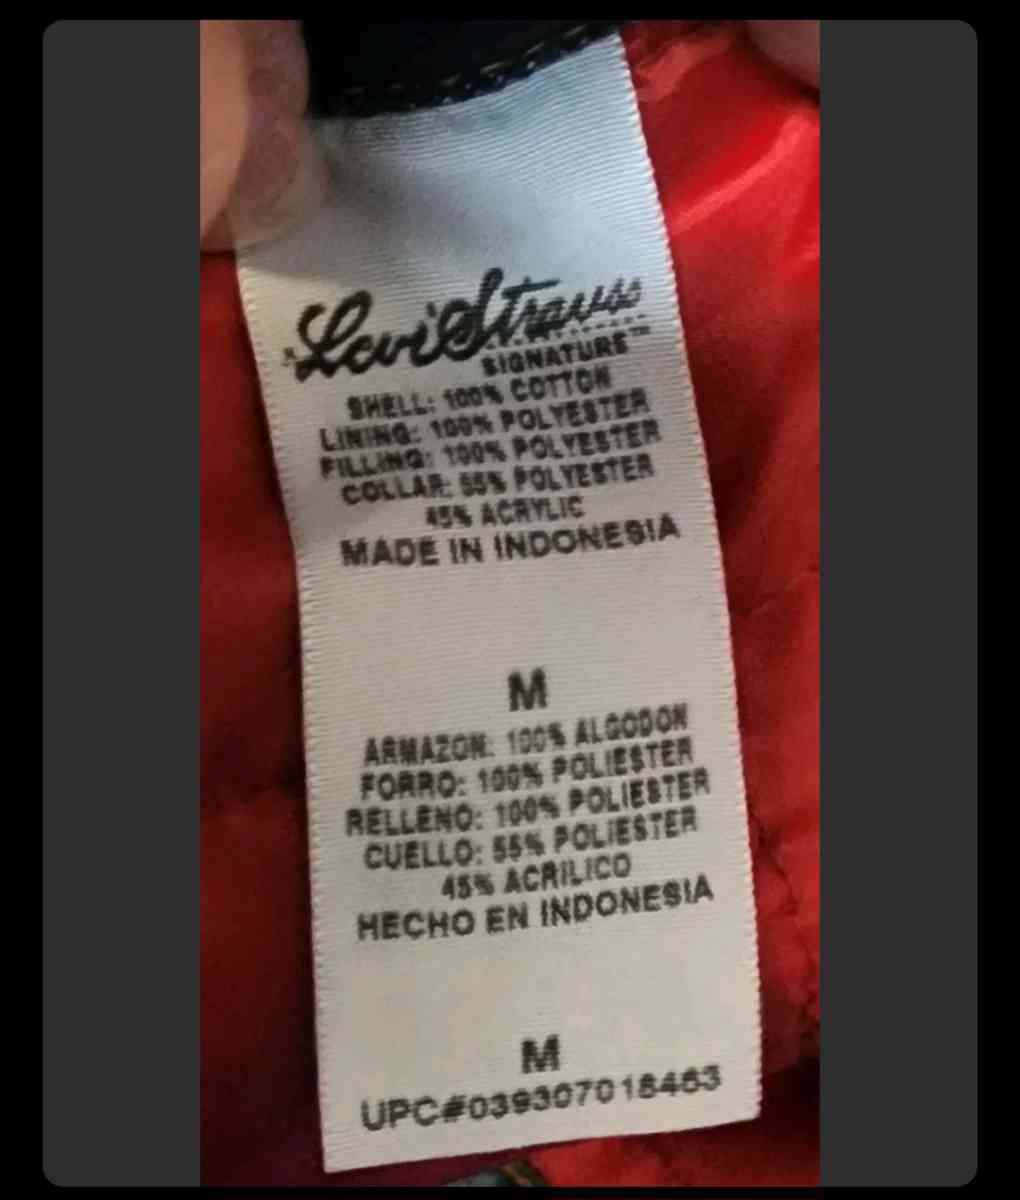 Levi Strauss
SIGNATURE™
SHELL: 100% COTTON
LINING: 100% POLYESTER
FILLING: 100% POLYESTER
COLLAR: 55% POLYESTER
45% ACRYLIC
MADE IN INDONESIA
M
ARMAZON: 100% ALGODON
FORRO: 100% POLIESTER
RELLENO: 100% POLIESTER
CUELLO: 55% POLIESTER
45% ACRILICO
HECHO EN INDONESIA
M
UPC#039307018463